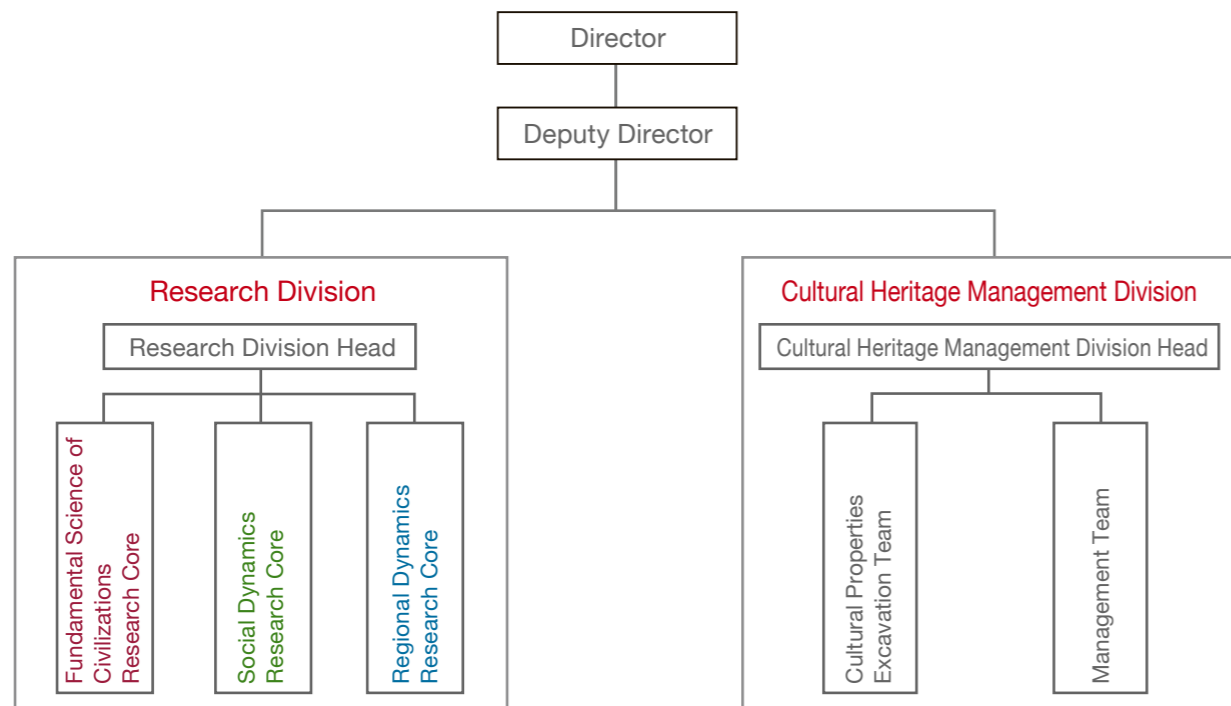 Director
Deputy Director
Research Division
Research Division Head
Fundamental Science of
Civilizations
Research Core
Social Dynamics
Research Core
Regional Dynamics
Research Core
Cultural Heritage Management Division
Cultural Heritage Management Division Head
Cultural Properties
Excavation Team
Management Team